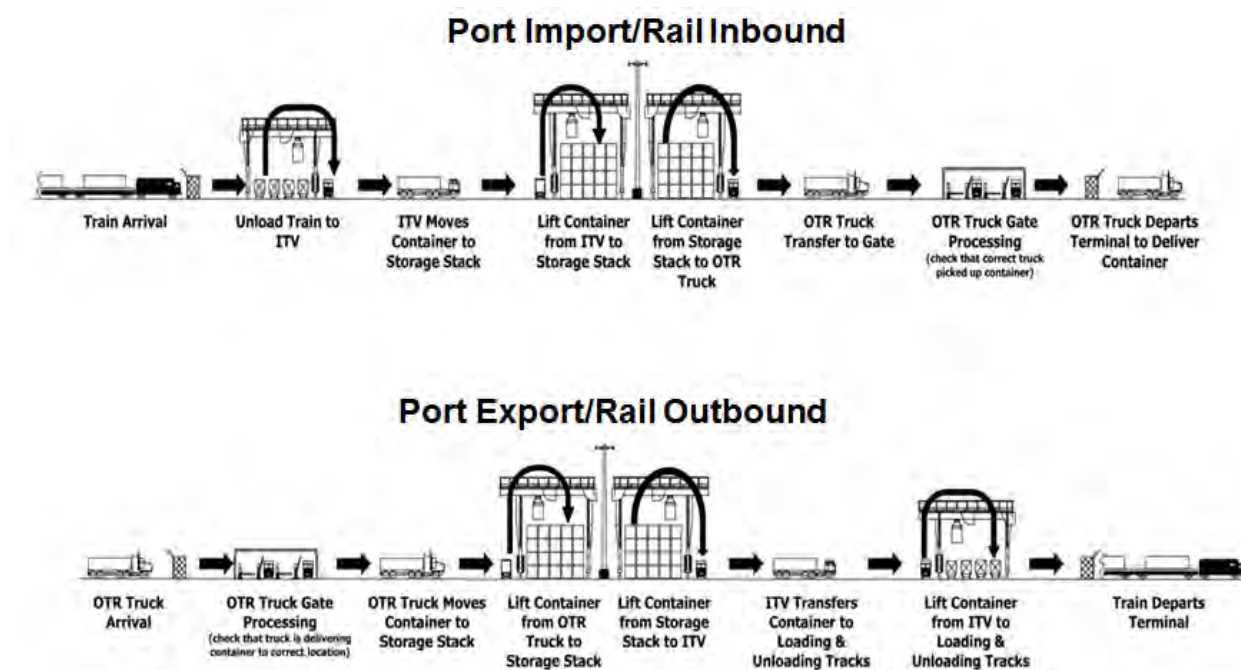 Port Import/Rail Inbound
Train Arrival
Unload Train to
ITV
ITV Moves
Container to
Storage Stack
Lift Container
from ITV to
Storage Stack
Lift Container
from Storage
Stack to OTR
Truck
OTR Truck
Transfer to Gate
OTR Truck Gate
Processing
(check that correct truck
picked up container)
OTR Truck Departs
Terminal to Deliver
Container
Port Export/Rail Outbound
OTR Truck
Arrival
OTR Truck Gate
Processing
(check that truck is delivering
container to correct location)
OTR Truck Moves
Container to
Storage Stack
Lift Container
from OTR
Truck to
Storage Stack
Lift Container
from Storage
Stack to ITV
ITV Transfers
Container to
Loading &
Unloading Tracks
Lift Container
from ITV to
Loading &
Unloading Tracks
Train Departs
Terminal